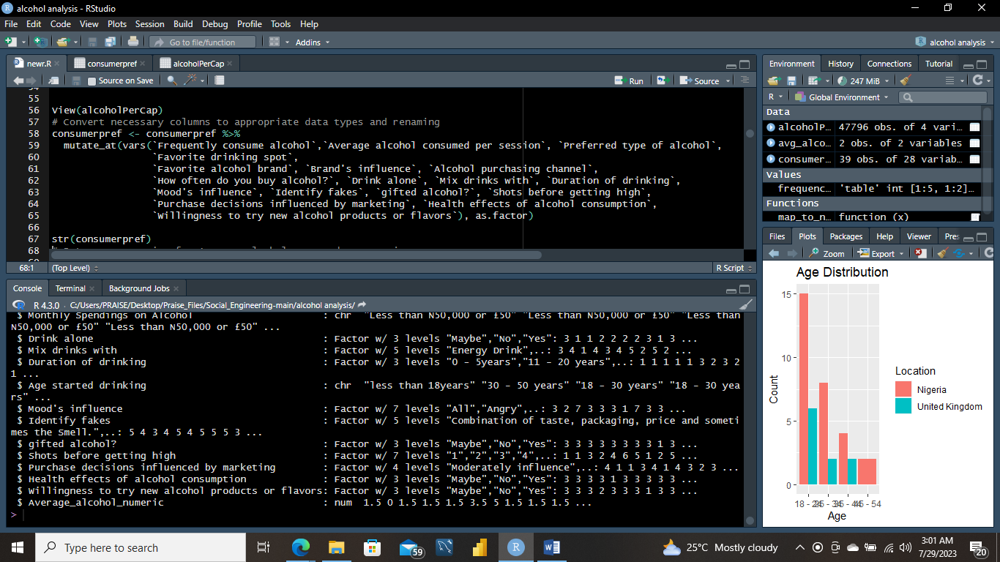 alcohol analysis - RStudio
File Edit Code View Plots Session Build Debug Profile Tools Help
Go to file/function Addins alcohol analysis
newr.R consumerpref alcoholPerCap
Source on Save Run Source
54
55
56 View(alcoholPerCap)
57 # Convert necessary columns to appropriate data types and renaming
58 consumerpref <- consumerpref %>%
59 mutate_at(vars(`Frequently consume alcohol`,`Average alcohol consumed per session`, `Preferred type of alcohol`,
60 `Favorite drinking spot`,
61 `Favorite alcohol brand`, `Brand's influence`, `Alcohol purchasing channel`,
62 `How often do you buy alcohol?`, `Drink alone`, `Mix drinks with`, `Duration of drinking`,
63 `Mood's influence`, `Identify fakes`, `gifted alcohol?`, `Shots before getting high`,
64 `Purchase decisions influenced by marketing`, `Health effects of alcohol consumption`,
65 `Willingness to try new alcohol products or flavors`), as.factor)
66
67 str(consumerpref)
68
68:1 (Top Level) R Script
Console Terminal Background Jobs
R 4.3.0 . C:/Users/PRAISE/Desktop/Praise_Files/Social_Engineering-main/alcohol analysis/
$ Monthly Spendings on Alcohol : chr "Less than N50,000 or £50" "Less than N50,000 or £50" "Less than
N50,000 or £50" "Less than N50,000 or £50" ...
$ Drink alone : Factor w/ 3 levels "Maybe","No","Yes": 3 1 1 2 2 2 2 3 1 3 ...
$ Mix drinks with : Factor w/ 5 levels "Energy Drink",..: 3 4 1 4 3 4 5 2 5 2 ...
$ Duration of drinking : Factor w/ 3 levels "0 - 5years","11 - 20 years",..: 1 1 1 1 1 3 2 3 2
1 ...
$ Age started drinking : chr "less than 18years" "30 - 50 years" "18 - 30 years" "18 - 30 yea
rs" ...
$ Mood's influence : Factor w/ 7 levels "All","Angry",..: 3 2 7 3 3 3 1 7 3 3 ...
$ Identify fakes : Factor w/ 5 levels "Combination of taste, packaging, price and someti
mes the Smell.",..: 5 4 3 4 5 4 5 5 5 3 ...
$ gifted alcohol? : Factor w/ 3 levels "Maybe","No","Yes": 3 3 3 3 3 3 3 3 1 3 ...
$ Shots before getting high : Factor w/ 7 levels "1","2","3","4",..: 1 1 3 2 4 6 5 1 2 5 ...
$ Purchase decisions influenced by marketing : Factor w/ 4 levels "Moderately influence",..: 4 1 1 3 4 1 4 3 2 3 ...
$ Health effects of alcohol consumption : Factor w/ 3 levels "Maybe","No","Yes": 3 3 3 3 1 3 3 3 3 3 ...
$ Willingness to try new alcohol products or flavors: Factor w/ 3 levels "Maybe","No","Yes": 3 3 3 2 3 3 3 1 3 3 ...
$ Average_alcohol_numeric : num 1.5 0 1.5 1.5 1.5 3.5 5 1.5 1.5 1.5 ...
>
Environment History Connections Tutorial
247 MiB
R Global Environment
Data
alcoholP... 47796 obs. of 4 vari...
avg_alco... 2 obs. of 2 variables
consumer... 39 obs. of 28 variab...
Values
frequenc... 'table' int [1:5, 1:2]...
Functions
map_to_n... function (x)
Files Plots Packages Help Viewer Pres
Zoom Export
Age Distribution
15
10
5
0
Count
18 - 24 25 - 34 35 - 44 45 - 54
Age
Location
Nigeria
United Kingdom
Type here to search
59
25°C Mostly cloudy
3:01 AM
7/29/2023
20